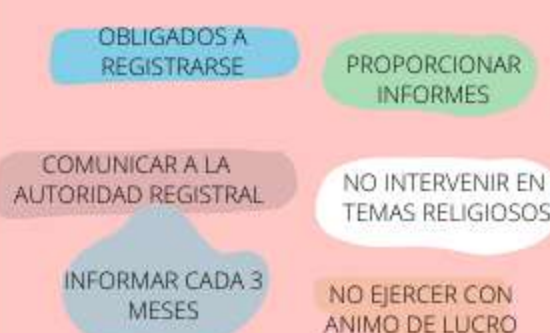 OBLIGADOS A
REGISTRARSE
PROPORCIONAR
INFORMES
COMUNICAR A LA
AUTORIDAD REGISTRAL
NO INTERVENIR EN
TEMAS RELIGIOSOS
INFORMAR CADA 3
MESES
NO EJERCER CON
ANIMO DE LUCRO